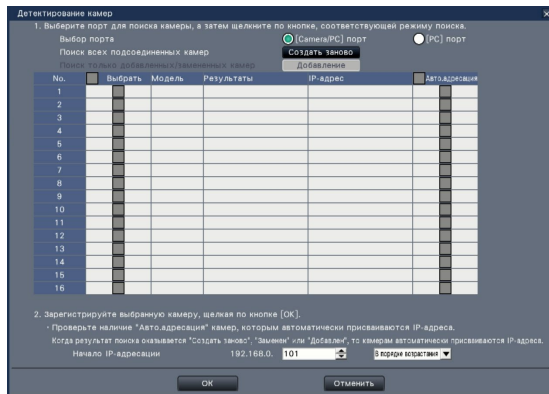 Детектирование камер
1. Выберите порт для поиска камеры, а затем щелкните по кнопке, соответствующей режиму поиска.
Выбор порта [Camera/PC] порт [PC] порт
Поиск всех подсоединенных камер Создать заново
Поиск только добавленных/замененных камер Добавление
No. Выбрать Модель Результаты IP-адрес Авто.адресация
1
2
3
4
5
6
7
8
9
10
11
12
13
14
15
16
2. Зарегистрируйте выбранную камеру, щелкая по кнопке [OK].
· Проверьте наличие "Авто.адресация" камер, которым автоматически присваиваются IP-адреса.
Когда результат поиска оказывается "Создать заново", "Заменен" или "Добавлен", то камерам автоматически присваиваются IP-адреса.
Начало IP-адресации 192.168.0. 101 В порядке возрастания
OK Отменить